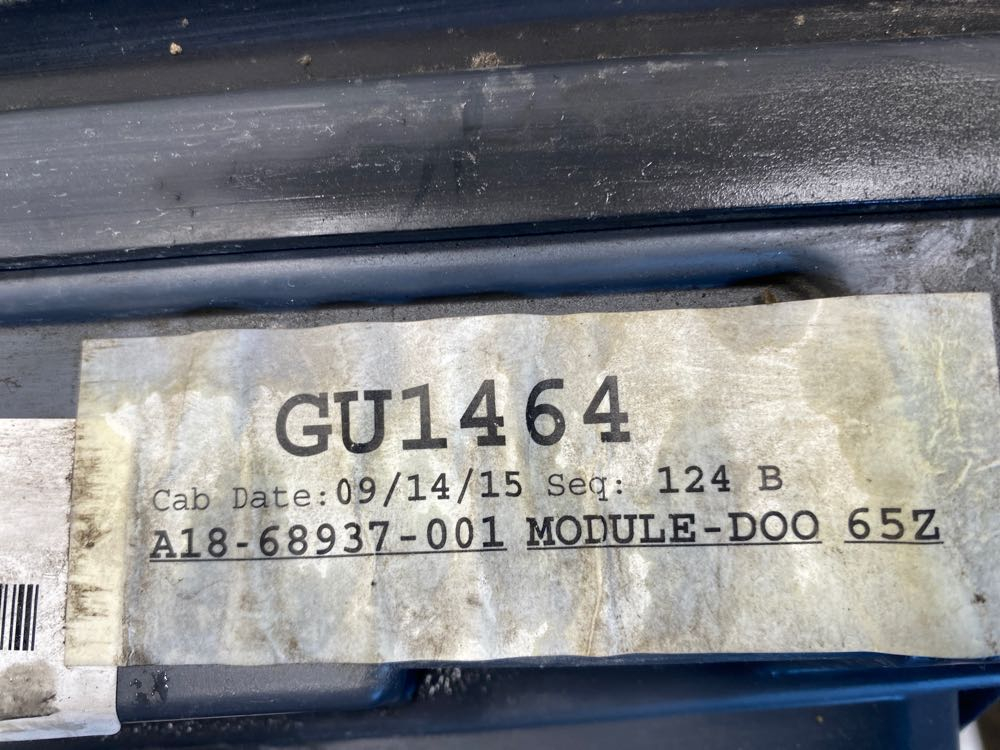 GU1464
Cab Date:09/14/15 Seq: 124 B
A18-68937-001 MODULE-DOO 65Z